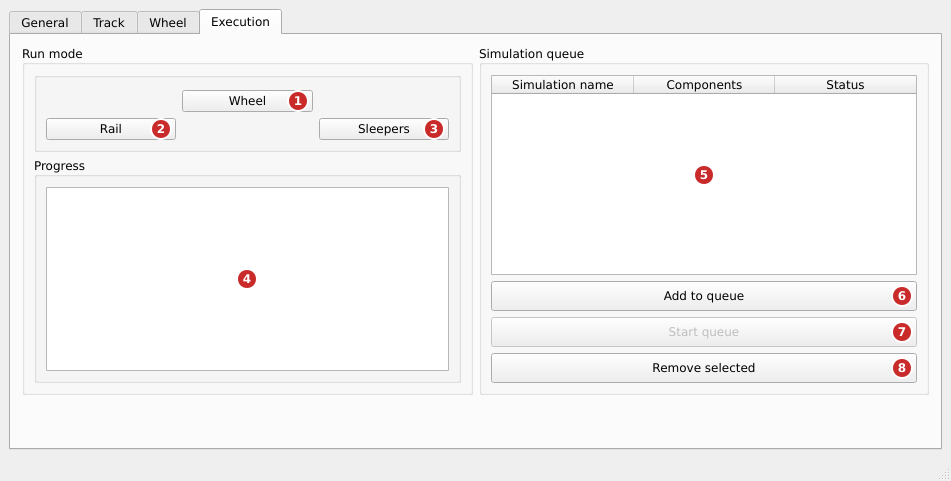 General Track Wheel Execution
Run mode
Wheel 1
Rail 2
Sleepers 3
Progress
4
Simulation queue
Simulation name Components Status
5
Add to queue 6
Start queue 7
Remove selected 8